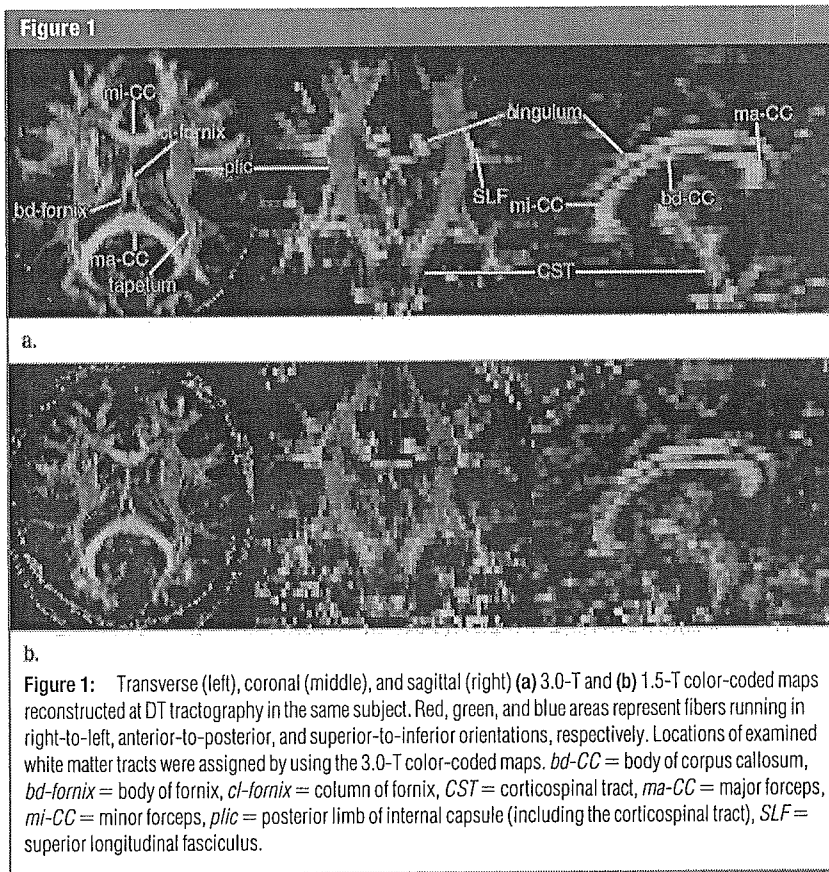 Figure 1
mi-CC
cl-fornix
plic
bd-fornix
ma-CC
tapetum
cingulum
SLF
mi-CC
bd-CC
ma-CC
CST
a.
b.
Figure 1: Transverse (left), coronal (middle), and sagittal (right) (a) 3.0-T and (b) 1.5-T color-coded maps
reconstructed at DT tractography in the same subject. Red, green, and blue areas represent fibers running in
right-to-left, anterior-to-posterior, and superior-to-inferior orientations, respectively. Locations of examined
white matter tracts were assigned by using the 3.0-T color-coded maps. bd-CC = body of corpus callosum,
bd-fornix = body of fornix, cl-fornix = column of fornix, CST = corticospinal tract, ma-CC = major forceps,
mi-CC = minor forceps, plic = posterior limb of internal capsule (including the corticospinal tract), SLF =
superior longitudinal fasciculus.